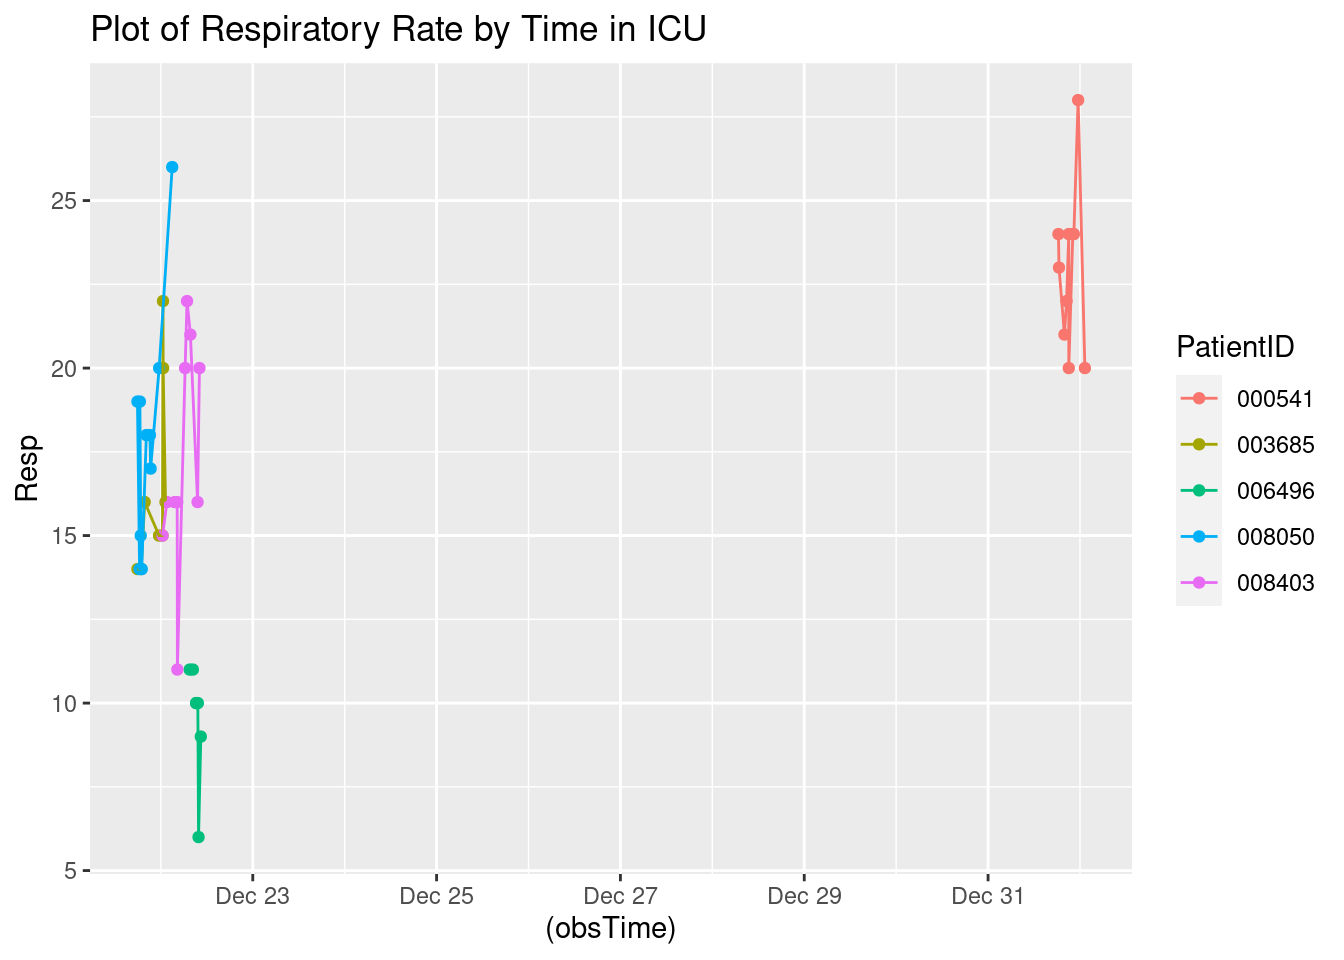 Plot of Respiratory Rate by Time in ICU
Resp
25
20
15
10
5
Dec 23
Dec 25
Dec 27
Dec 29
Dec 31
(obsTime)
PatientID
000541
003685
006496
008050
008403